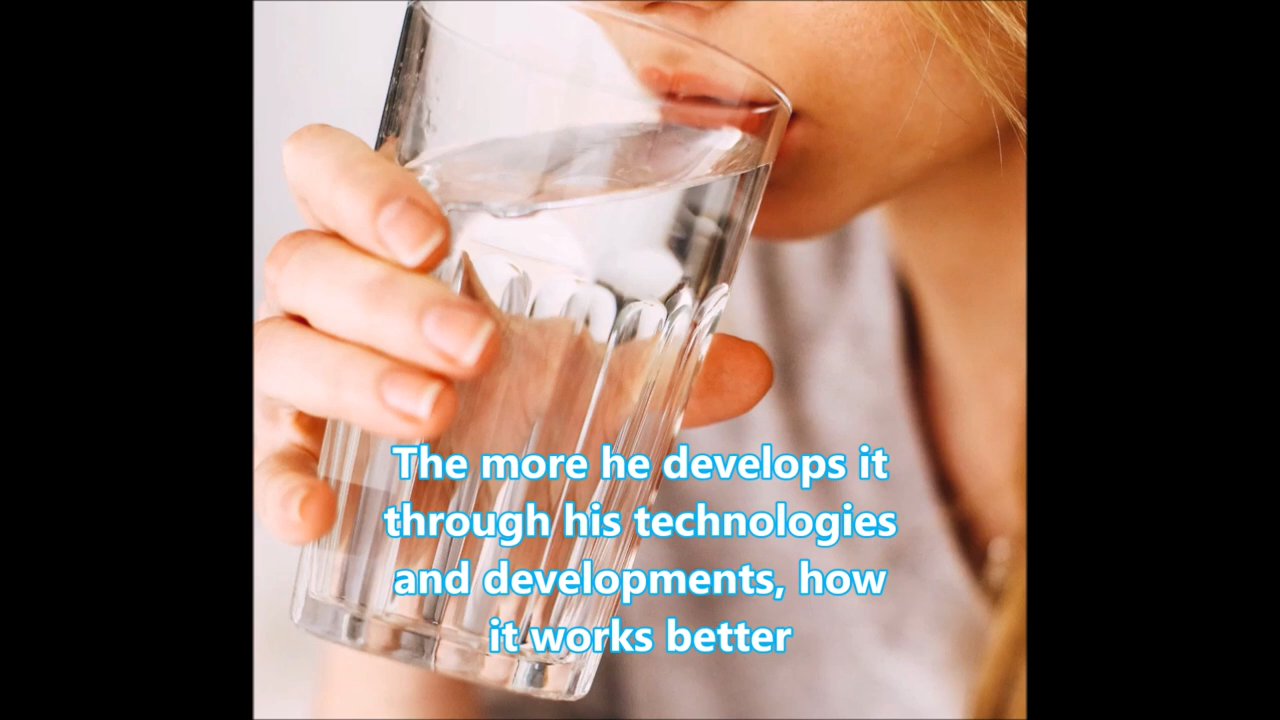 The more he develops it
through his technologies
and developments, how
it works better